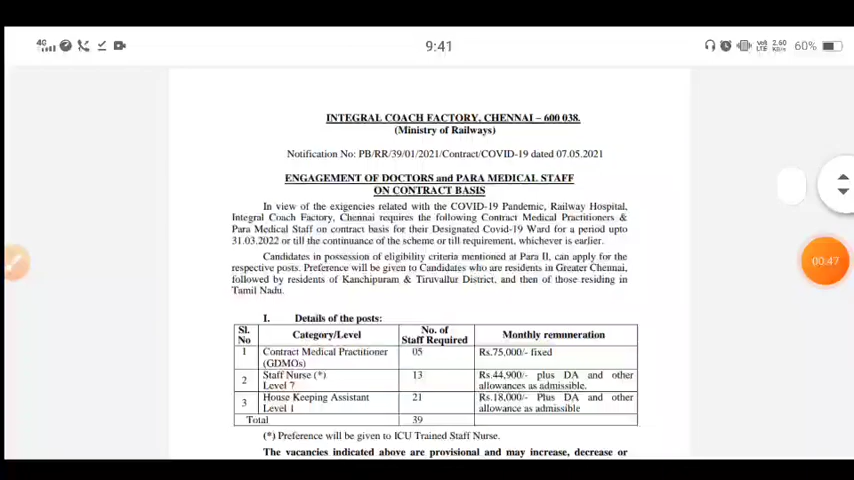 4G 9:41 VoI LTE 2.60 KB/s 60%
INTEGRAL COACH FACTORY, CHENNAI – 600 038.
(Ministry of Railways)
Notification No: PB/RR/39/01/2021/Contract/COVID-19 dated 07.05.2021
ENGAGEMENT OF DOCTORS and PARA MEDICAL STAFF
ON CONTRACT BASIS
In view of the exigencies related with the COVID-19 Pandemic, Railway Hospital,
Integral Coach Factory, Chennai requires the following Contract Medical Practitioners &
Para Medical Staff on contract basis for their Designated Covid-19 Ward for a period upto
31.03.2022 or till the continuance of the scheme or till requirement, whichever is earlier.
00:47
Candidates in possession of eligibility criteria mentioned at Para II, can apply for the
respective posts. Preference will be given to Candidates who are residents in Greater Chennai,
followed by residents of Kanchipuram & Tiruvallur District, and then of those residing in
Tamil Nadu.
I. Details of the posts:
Sl. No Category/Level No. of Staff Required Monthly remuneration
1 Contract Medical Practitioner (GDMOs) 05 Rs.75,000/- fixed
2 Staff Nurse (*) Level 7 13 Rs.44,900/- plus DA and other allowances as admissible.
3 House Keeping Assistant Level 1 21 Rs.18,000/- Plus DA and other allowance as admissible
Total 39
(*) Preference will be given to ICU Trained Staff Nurse.
The vacancies indicated above are provisional and may increase, decrease or